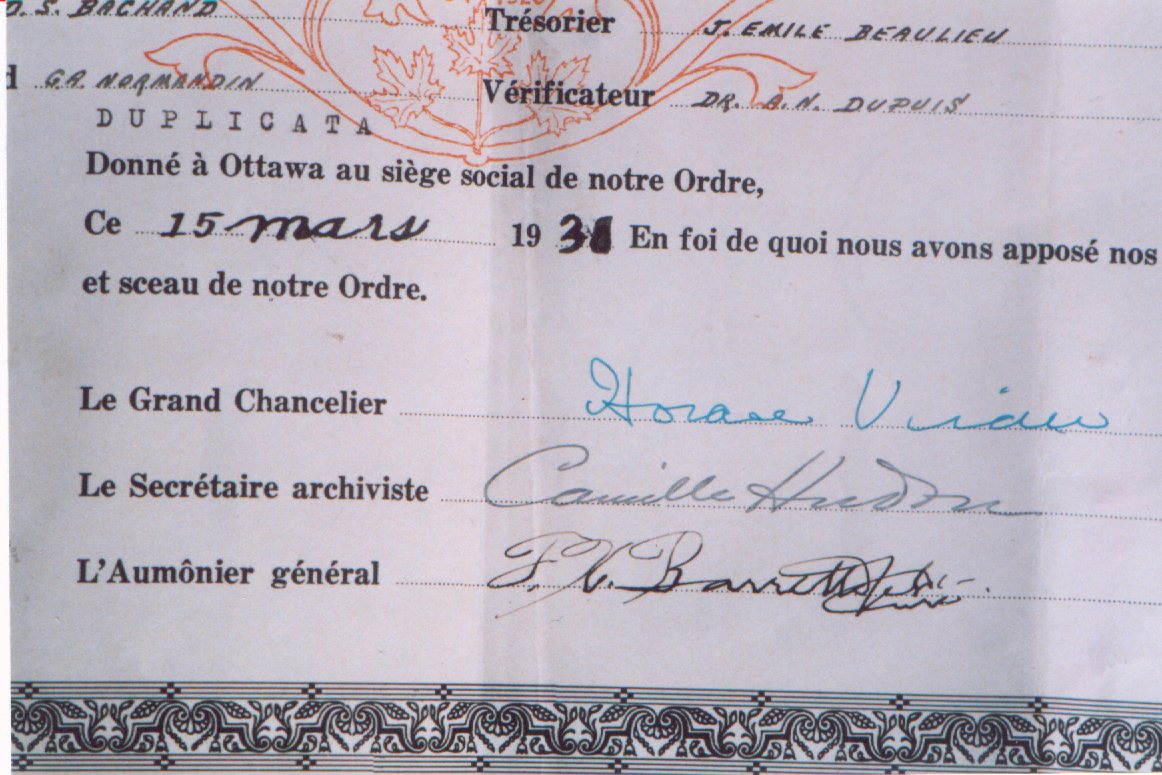 D. S. BACHAND Trésorier J. EMILE BEAULIEU
G.A. NORMANDIN Vérificateur DR. A.N. DUPUIS
DUPLICATA
Donné à Ottawa au siège social de notre Ordre,
Ce 15 mars 19 En foi de quoi nous avons apposé nos
et sceau de notre Ordre.
Le Grand Chancelier Horace Viau
Le Secrétaire archiviste Camille Hudon
L'Aumônier général F. X. Barrette